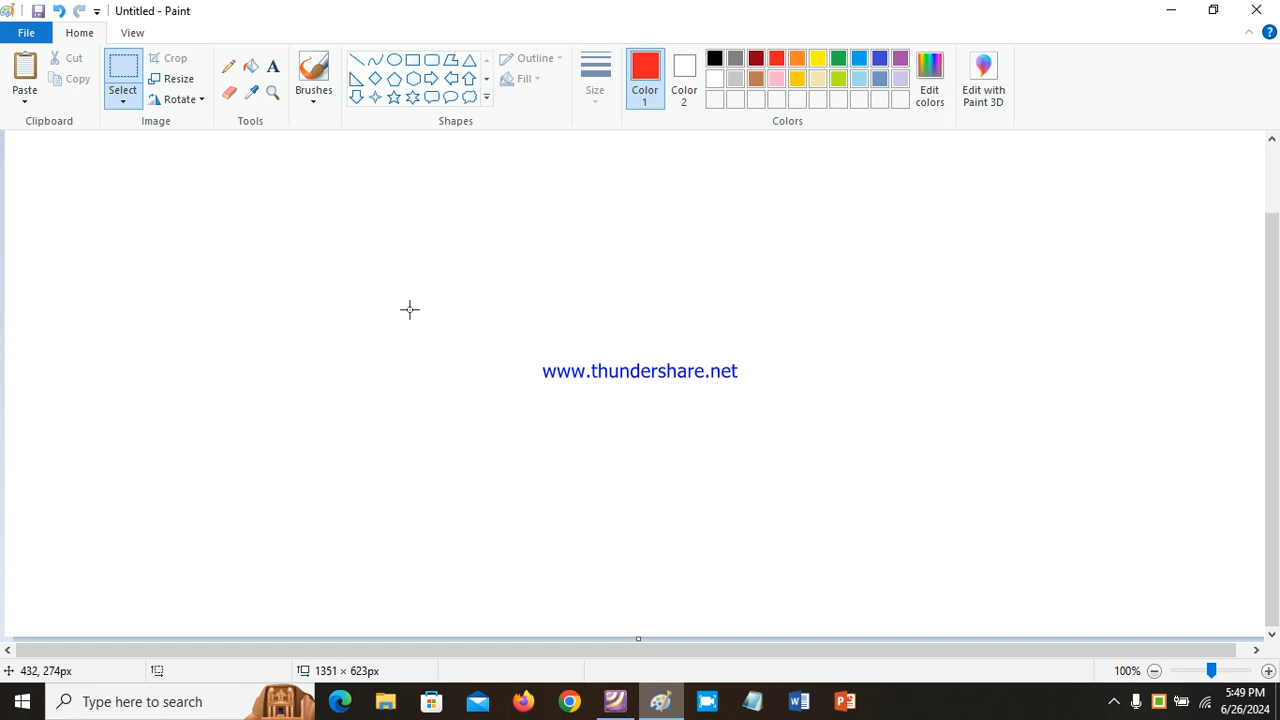 Untitled - Paint
File
Home
View
Paste
Cut
Copy
Clipboard
Select
Crop
Resize
Rotate
Image
Tools
Brushes
Shapes
Outline
Fill
Size
Color
1
Color
2
Edit
colors
Colors
Edit with
Paint 3D
www.thundershare.net
432, 274px
1351 × 623px
100%
Type here to search
5:49 PM
6/26/2024